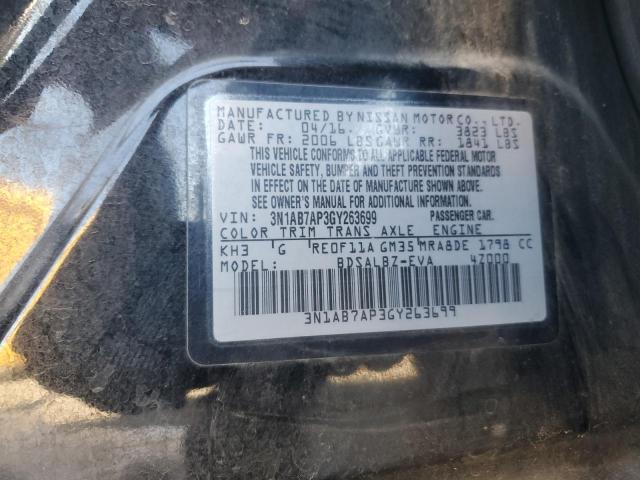 MANUFACTURED BY NISSAN MOTOR CO., LTD.
DATE: 04/16 GVWR: 3823 LBS
GAWR FR: 2006 LBS GAWR RR: 1841 LBS
THIS VEHICLE CONFORMS TO ALL APPLICABLE FEDERAL MOTOR
VEHICLE SAFETY, BUMPER AND THEFT PREVENTION STANDARDS
IN EFFECT ON THE DATE OF MANUFACTURE SHOWN ABOVE.
SEE OWNER'S MANUAL FOR ADDITIONAL INFORMATION.
VIN: 3N1AB7AP3GY263699 PASSENGER CAR.
COLOR TRIM TRANS AXLE ENGINE
KH3 G RE0F11A GM35 MRA8DE 1798 CC
MODEL: BDSALBZ-EVA 4Z000
3N1AB7AP3GY263699